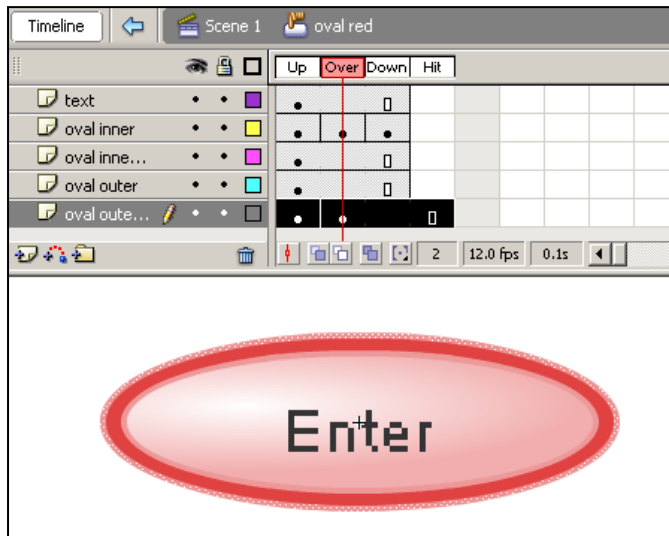 Timeline Scene 1 oval red
Up Over Down Hit
text
oval inner
oval inne...
oval outer
oval oute...
2 12.0 fps 0.1s
Enter